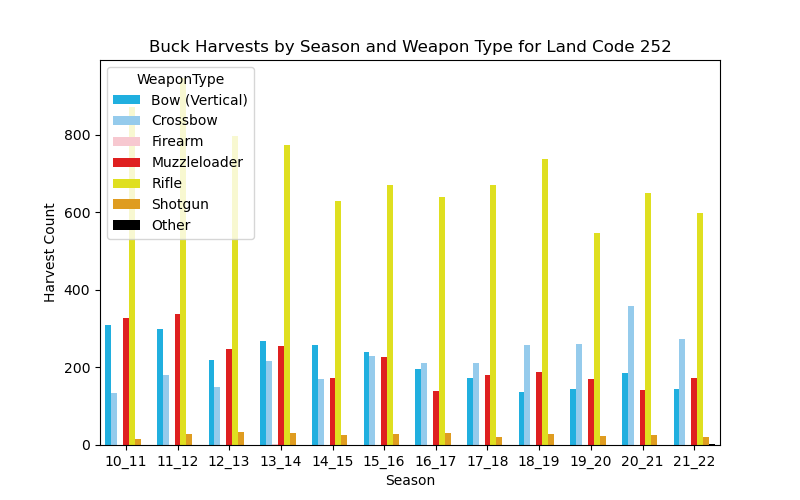 Buck Harvests by Season and Weapon Type for Land Code 252
WeaponType
Bow (Vertical)
Crossbow
Firearm
Muzzleloader
Rifle
Shotgun
Other
Harvest Count
800
600
400
200
0
10_11 11_12 12_13 13_14 14_15 15_16 16_17 17_18 18_19 19_20 20_21 21_22
Season